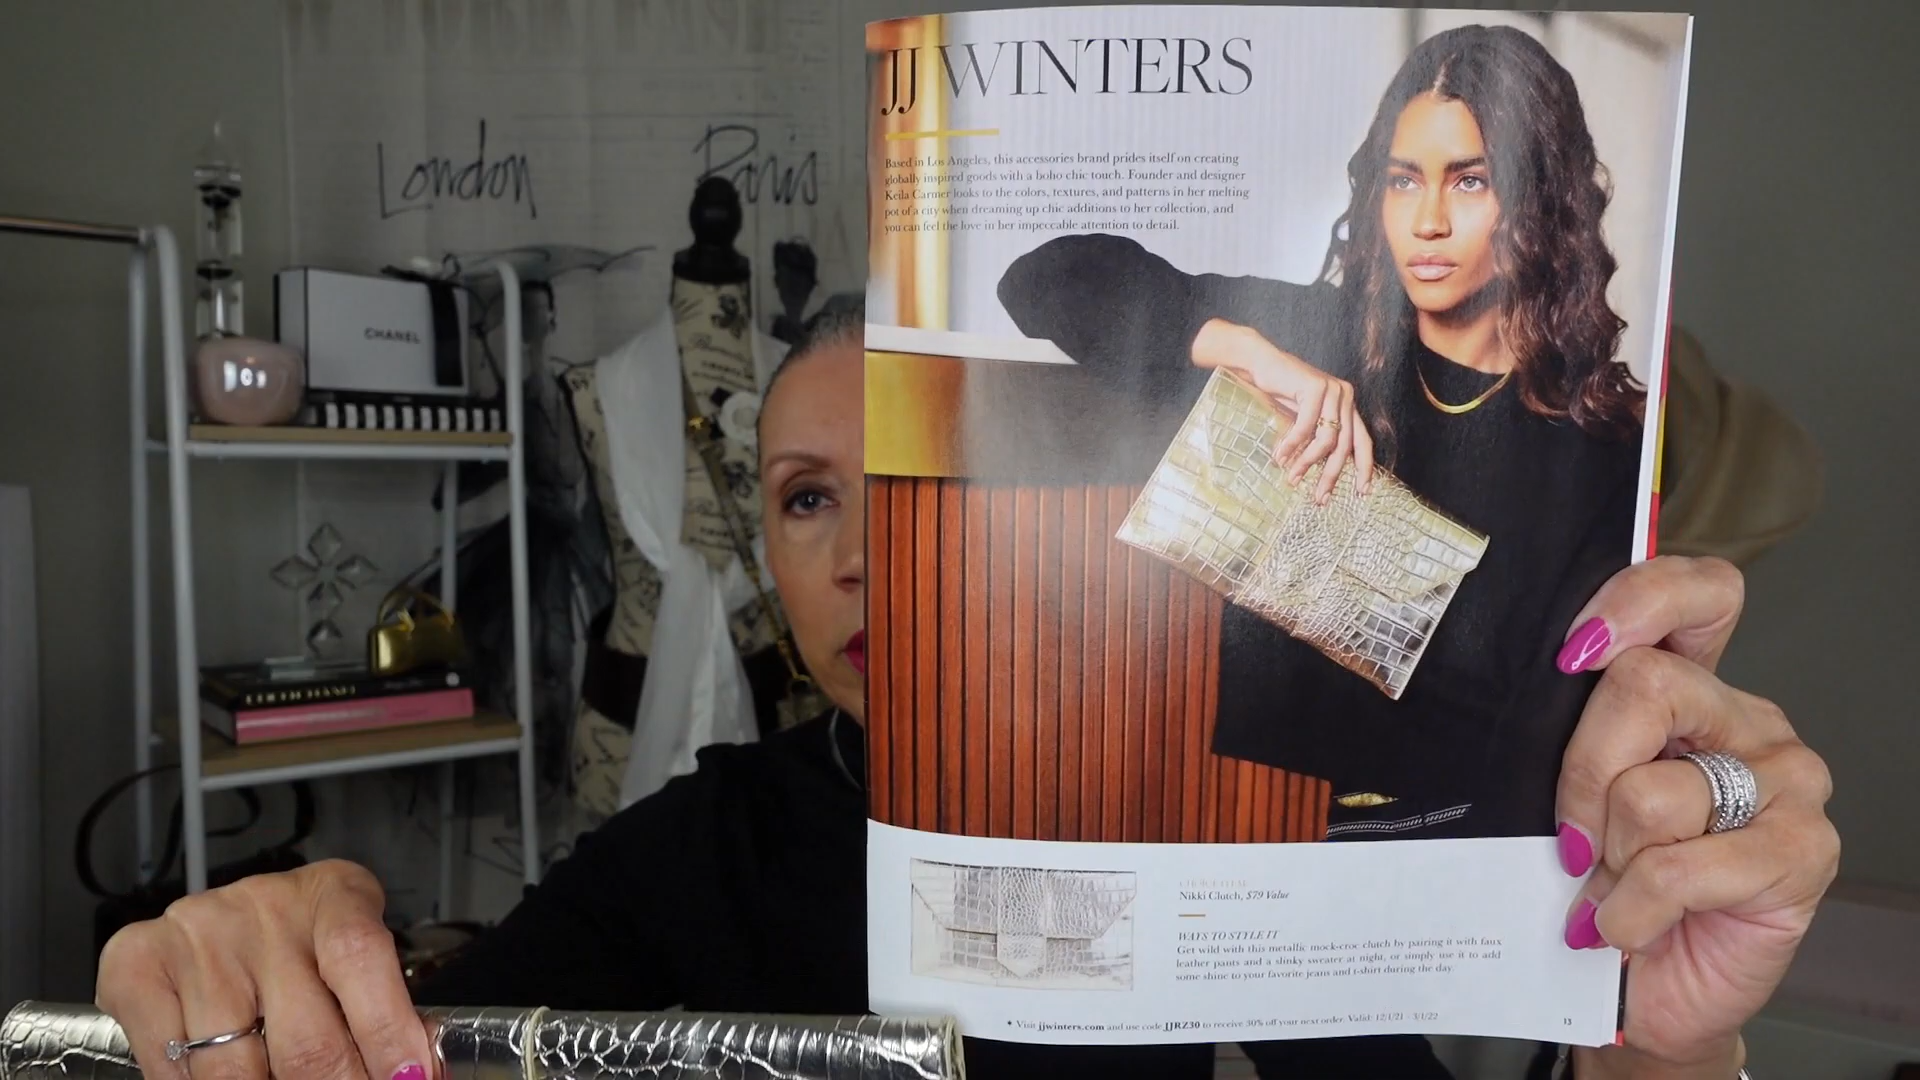 London Paris
CHANEL
JJ WINTERS
Based in Los Angeles, this accessories brand prides itself on creating
globally inspired goods with a boho chic touch. Founder and designer
Keila Carmer looks to the colors, textures, and patterns in her melting
pot of a city when dreaming up chic additions to her collection, and
you can feel the love in her impeccable attention to detail.
Nikki Clutch, $79 Value
WAYS TO STYLE IT
Get wild with this metallic mock-croc clutch by pairing it with faux
leather pants and a slinky sweater at night, or simply use it to add
some shine to your favorite jeans and t-shirt during the day.
* Visit jjwinters.com and use code JJRZ30 to receive 30% off your next order. Valid: 12/1/21 - 3/1/22
13